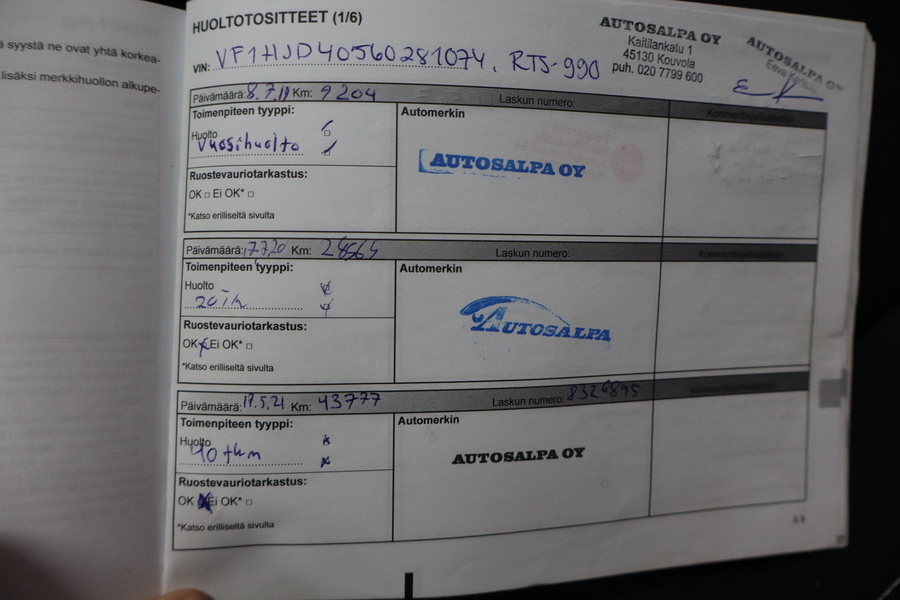 ä syystä ne ovat yhtä korkea-
lisäksi merkkihuollon alkupe-
HUOLTOTOSITTEET (1/6)
AUTOSALPA OY
Kaitilankatu 1
45130 Kouvola
puh. 020 7799 600
AUTOSALPA OY
VIN: VF1HJD40560281074, RTS-990
Päivämäärä: 8.7.19 Km: 9204 Laskun numero:
Toimenpiteen tyyppi: Automerkin
Huolto
Vuosihuolto
AUTOSALPA OY
Ruostevauriotarkastus:
OK □ Ei OK* □
*Katso erilliseltä sivulta
Päivämäärä: 17.7.20 Km: Laskun numero:
Toimenpiteen tyyppi: Automerkin
Huolto
AUTOSALPA
Ruostevauriotarkastus:
OK Ei OK* □
*Katso erilliseltä sivulta
Päivämäärä: 17.5.21 Km: 43777 Laskun numero: 8326895
Toimenpiteen tyyppi: Automerkin
Huolto
40 tkm
AUTOSALPA OY
Ruostevauriotarkastus:
OK Ei OK* □
*Katso erilliseltä sivulta